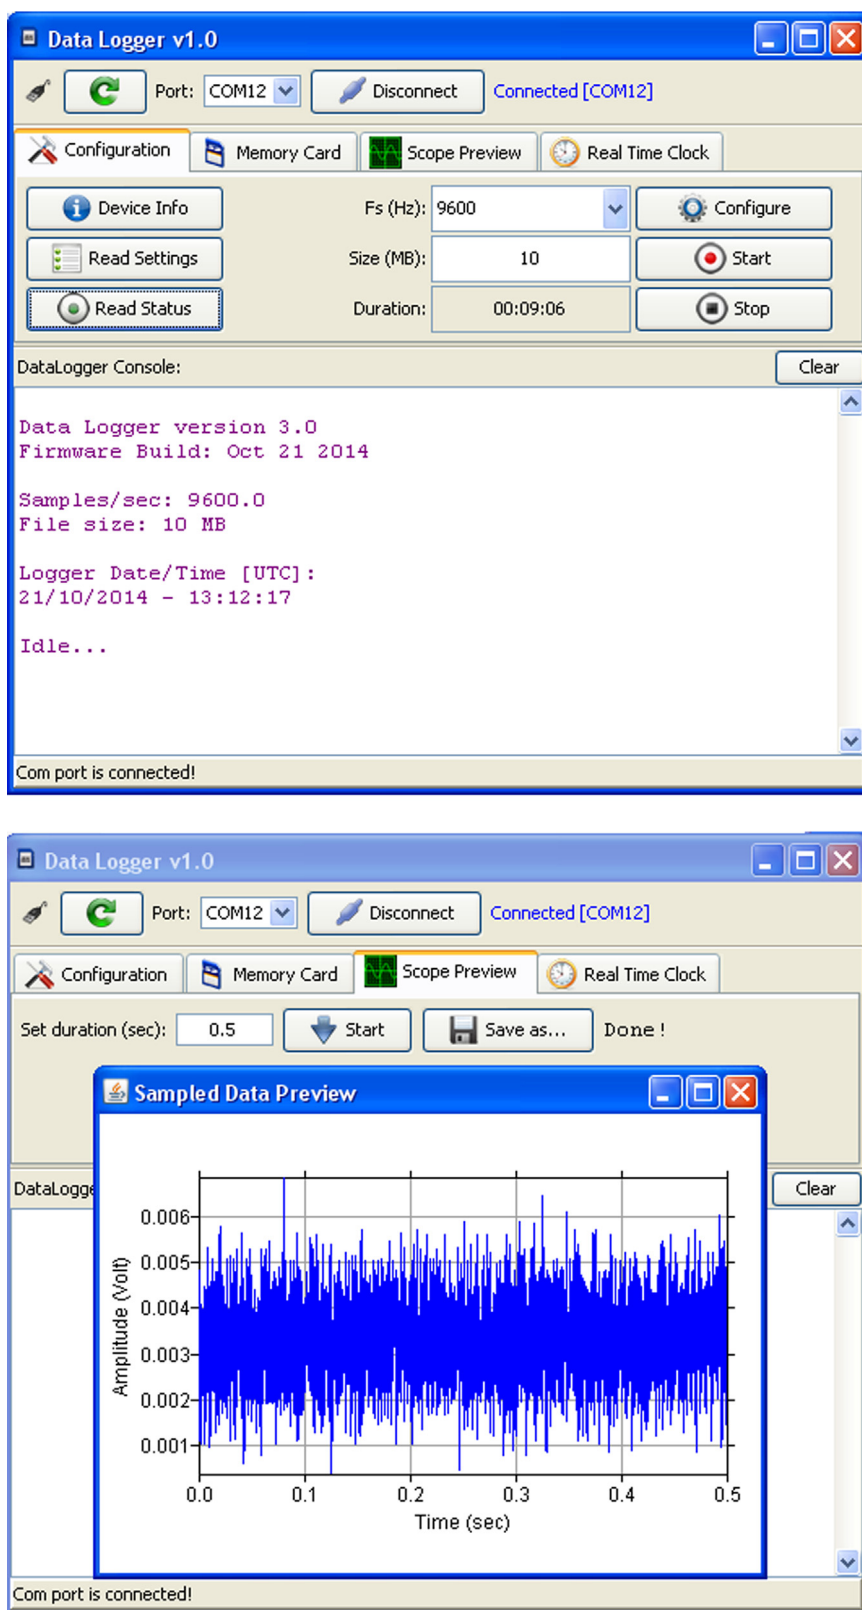 Data Logger v1.0
Port: COM12 Disconnect Connected [COM12]
Configuration Memory Card Scope Preview Real Time Clock
Device Info Fs (Hz): 9600 Configure
Read Settings Size (MB): 10 Start
Read Status Duration: 00:09:06 Stop
DataLogger Console: Clear
Data Logger version 3.0
Firmware Build: Oct 21 2014
Samples/sec: 9600.0
File size: 10 MB
Logger Date/Time [UTC]:
21/10/2014 - 13:12:17
Idle...
Com port is connected!
Data Logger v1.0
Port: COM12 Disconnect Connected [COM12]
Configuration Memory Card Scope Preview Real Time Clock
Set duration (sec): 0.5 Start Save as... Done!
Sampled Data Preview
DataLogge Clear
Amplitude (Volt)
0.006
0.005
0.004
0.003
0.002
0.001
0.0 0.1 0.2 0.3 0.4 0.5
Time (sec)
Com port is connected!